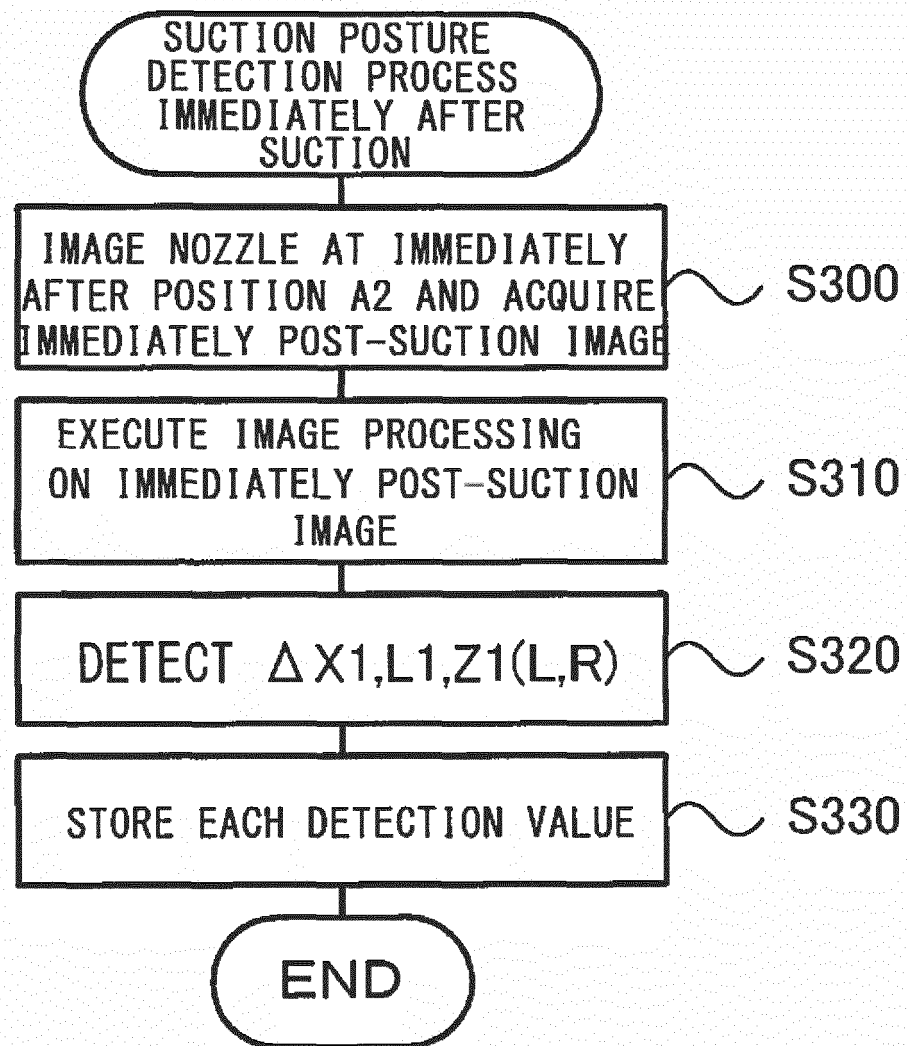 SUCTION POSTURE
DETECTION PROCESS
IMMEDIATELY AFTER
SUCTION
IMAGE NOZZLE AT IMMEDIATELY
AFTER POSITION A2 AND ACQUIRE
IMMEDIATELY POST-SUCTION IMAGE
S300
EXECUTE IMAGE PROCESSING
ON IMMEDIATELY POST-SUCTION
IMAGE
S310
DETECT ΔX1,L1,Z1(L,R)
S320
STORE EACH DETECTION VALUE
S330
END